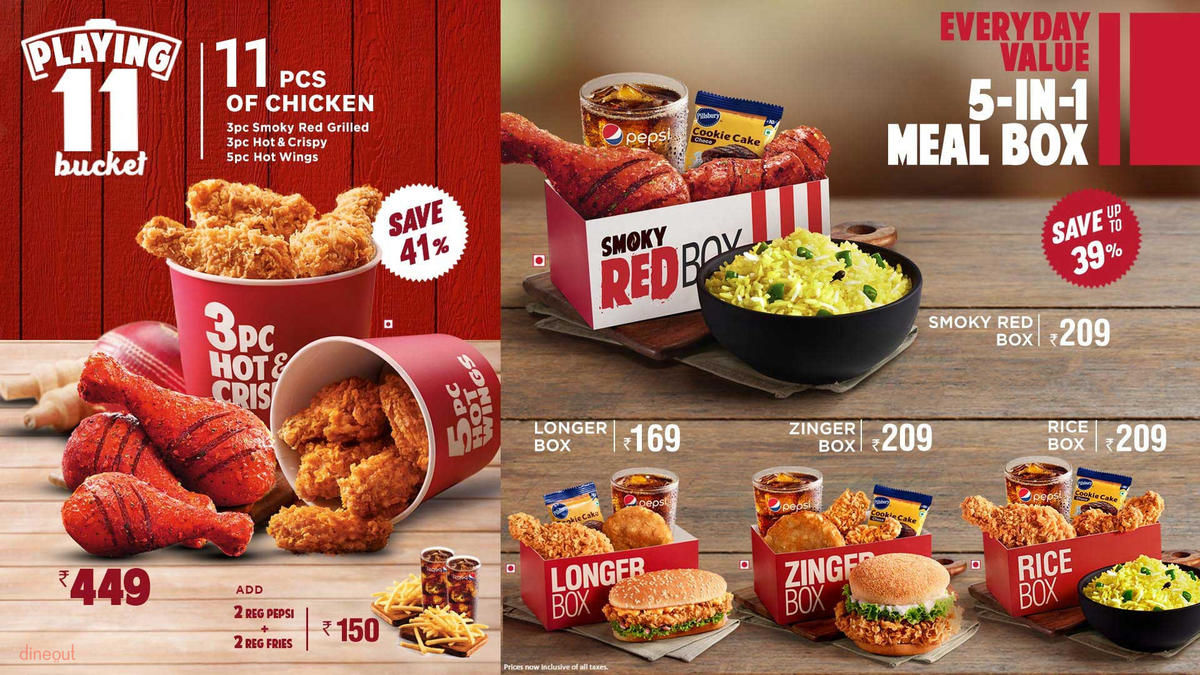 PLAYING
11
bucket
11 PCS
OF CHICKEN
3pc Smoky Red Grilled
3pc Hot & Crispy
5pc Hot Wings
SAVE
41%
3PC
HOT &
CRIS
5PC
HOT
WINGS
₹449
ADD
2 REG PEPSI
+
2 REG FRIES
₹150
dineout
EVERYDAY
VALUE
5-IN-1
MEAL BOX
SAVE UP TO
39%
pepsi
Pillsbury
Cookie Cake
Choco
SMOKY
RED BOX
SMOKY RED
BOX
₹209
LONGER
BOX
₹169
ZINGER
BOX
₹209
RICE
BOX
₹209
pepsi
Cookie Cake
LONGER
BOX
pepsi
Cookie Cake
ZINGER
BOX
pepsi
Cookie Cake
RICE
BOX
Prices now inclusive of all taxes.